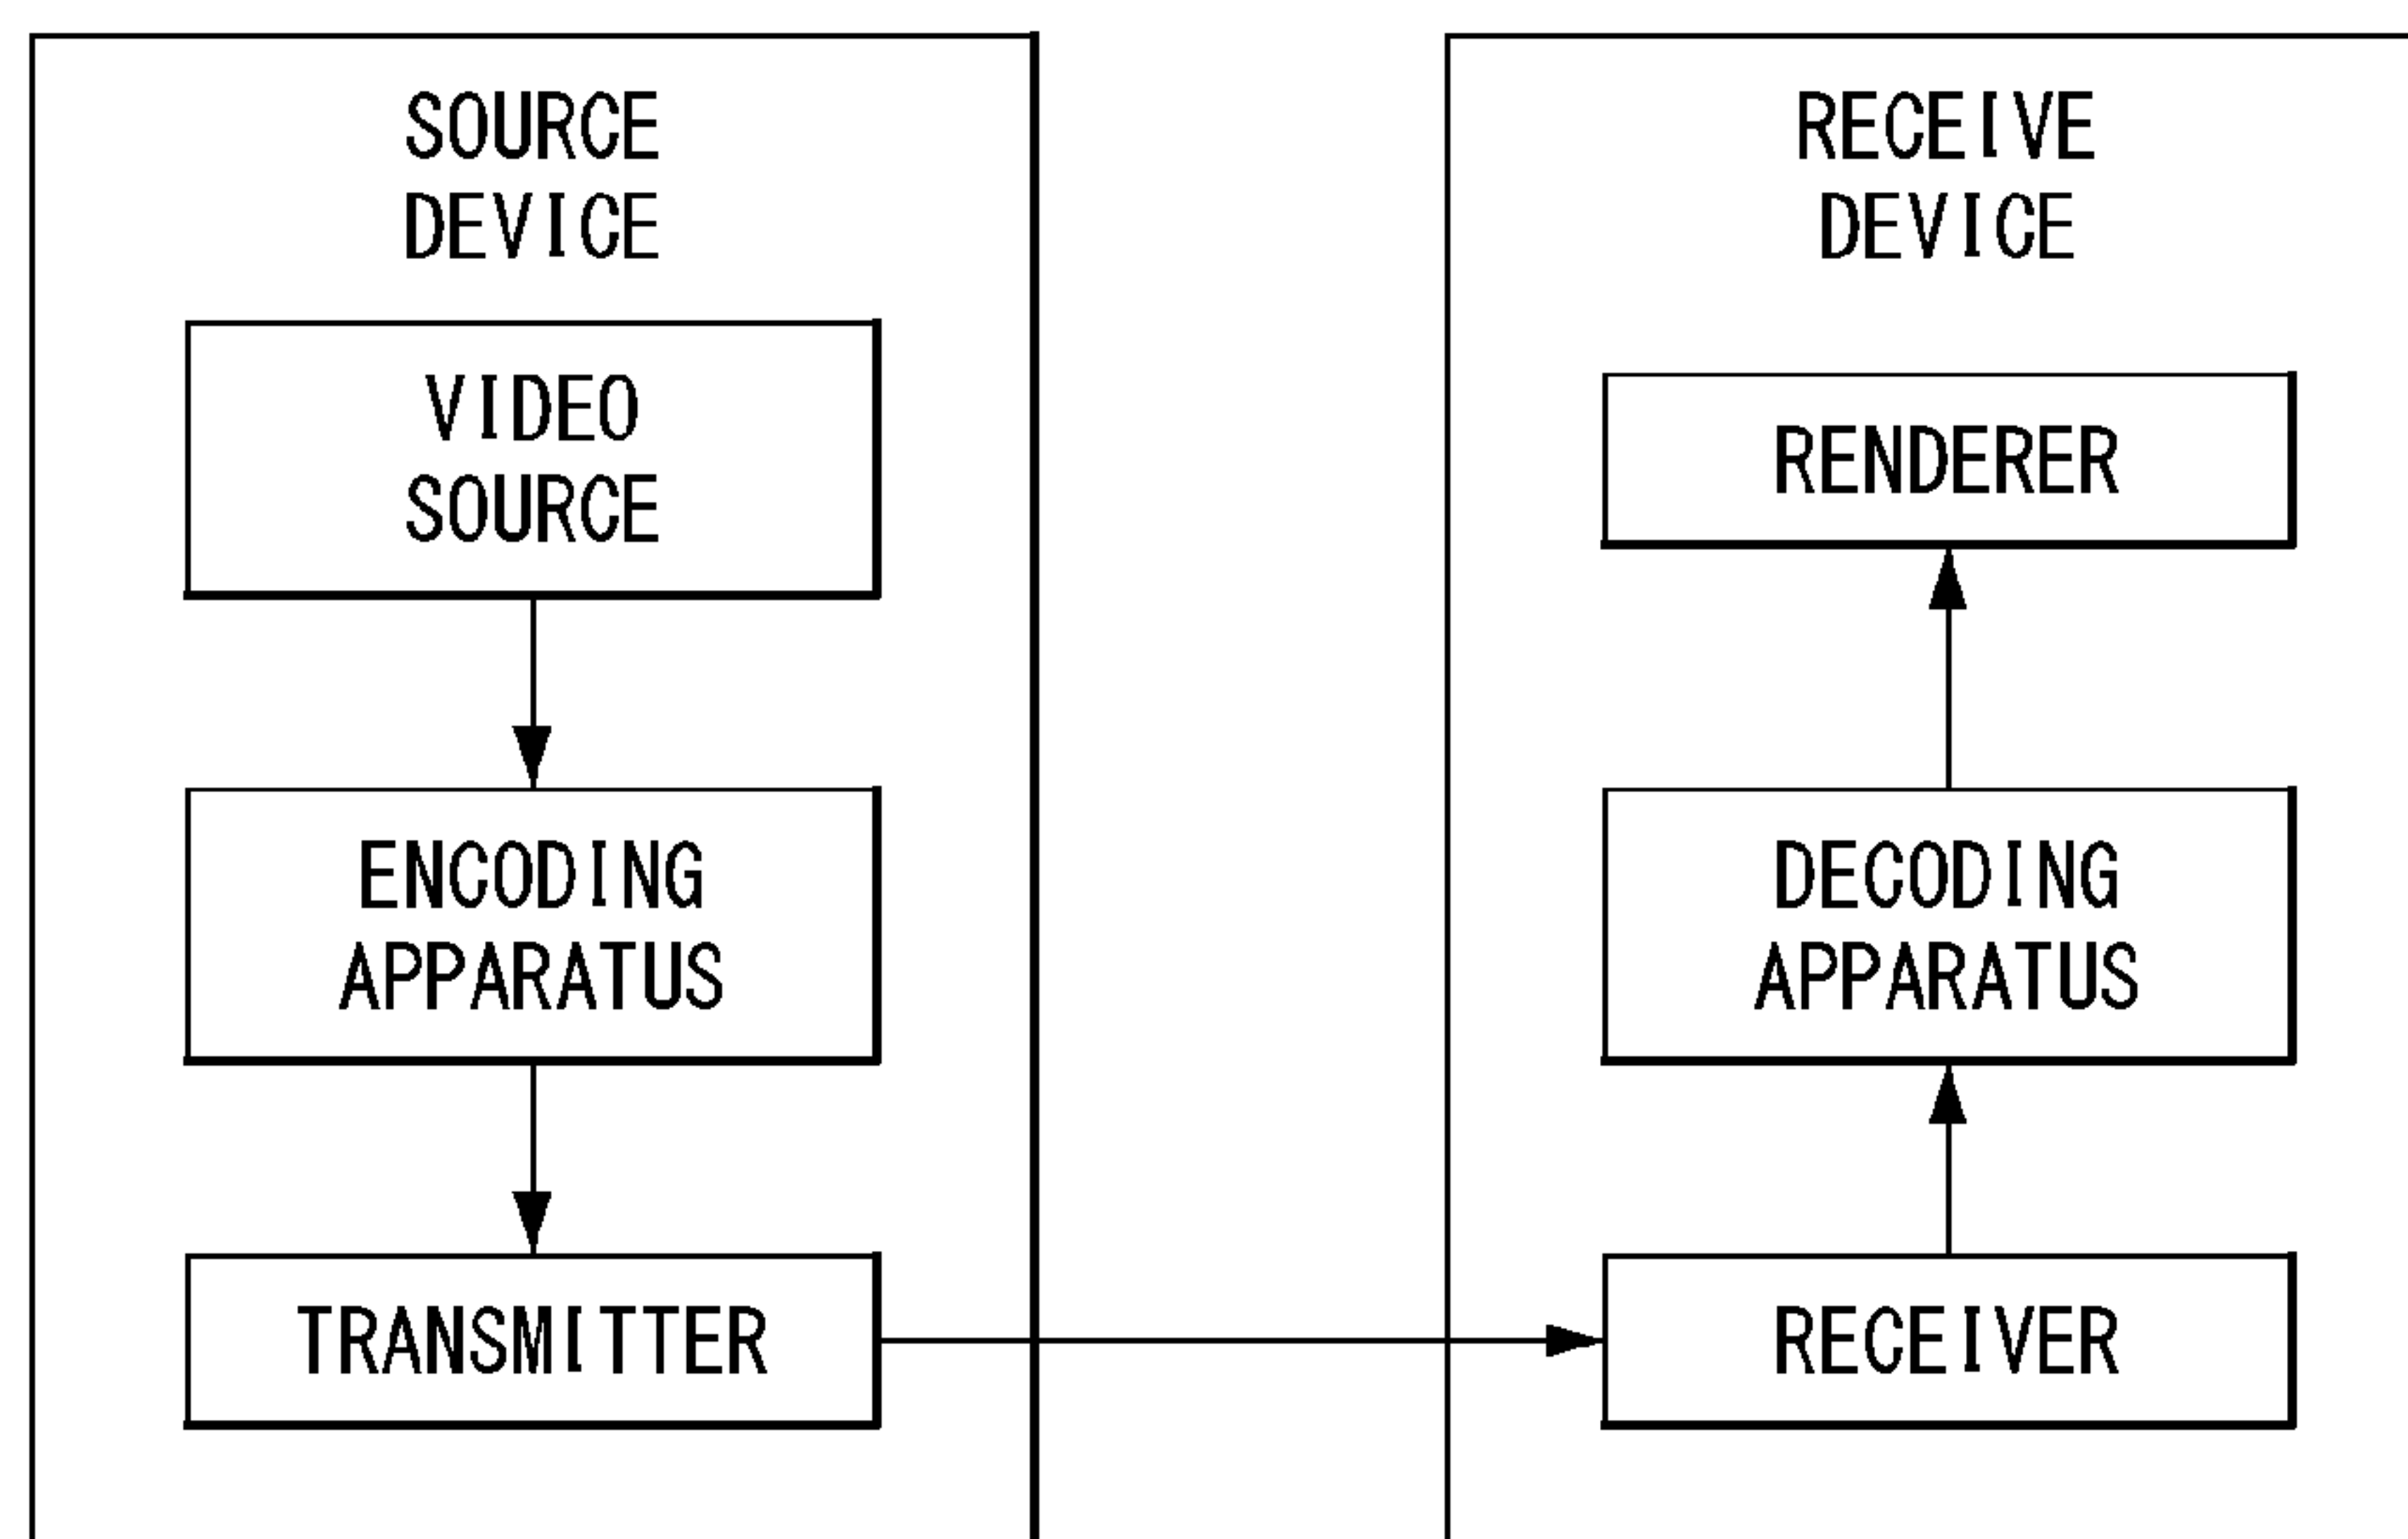 SOURCE
DEVICE
VIDEO
SOURCE
ENCODING
APPARATUS
TRANSMITTER
RECEIVE
DEVICE
RENDERER
DECODING
APPARATUS
RECEIVER